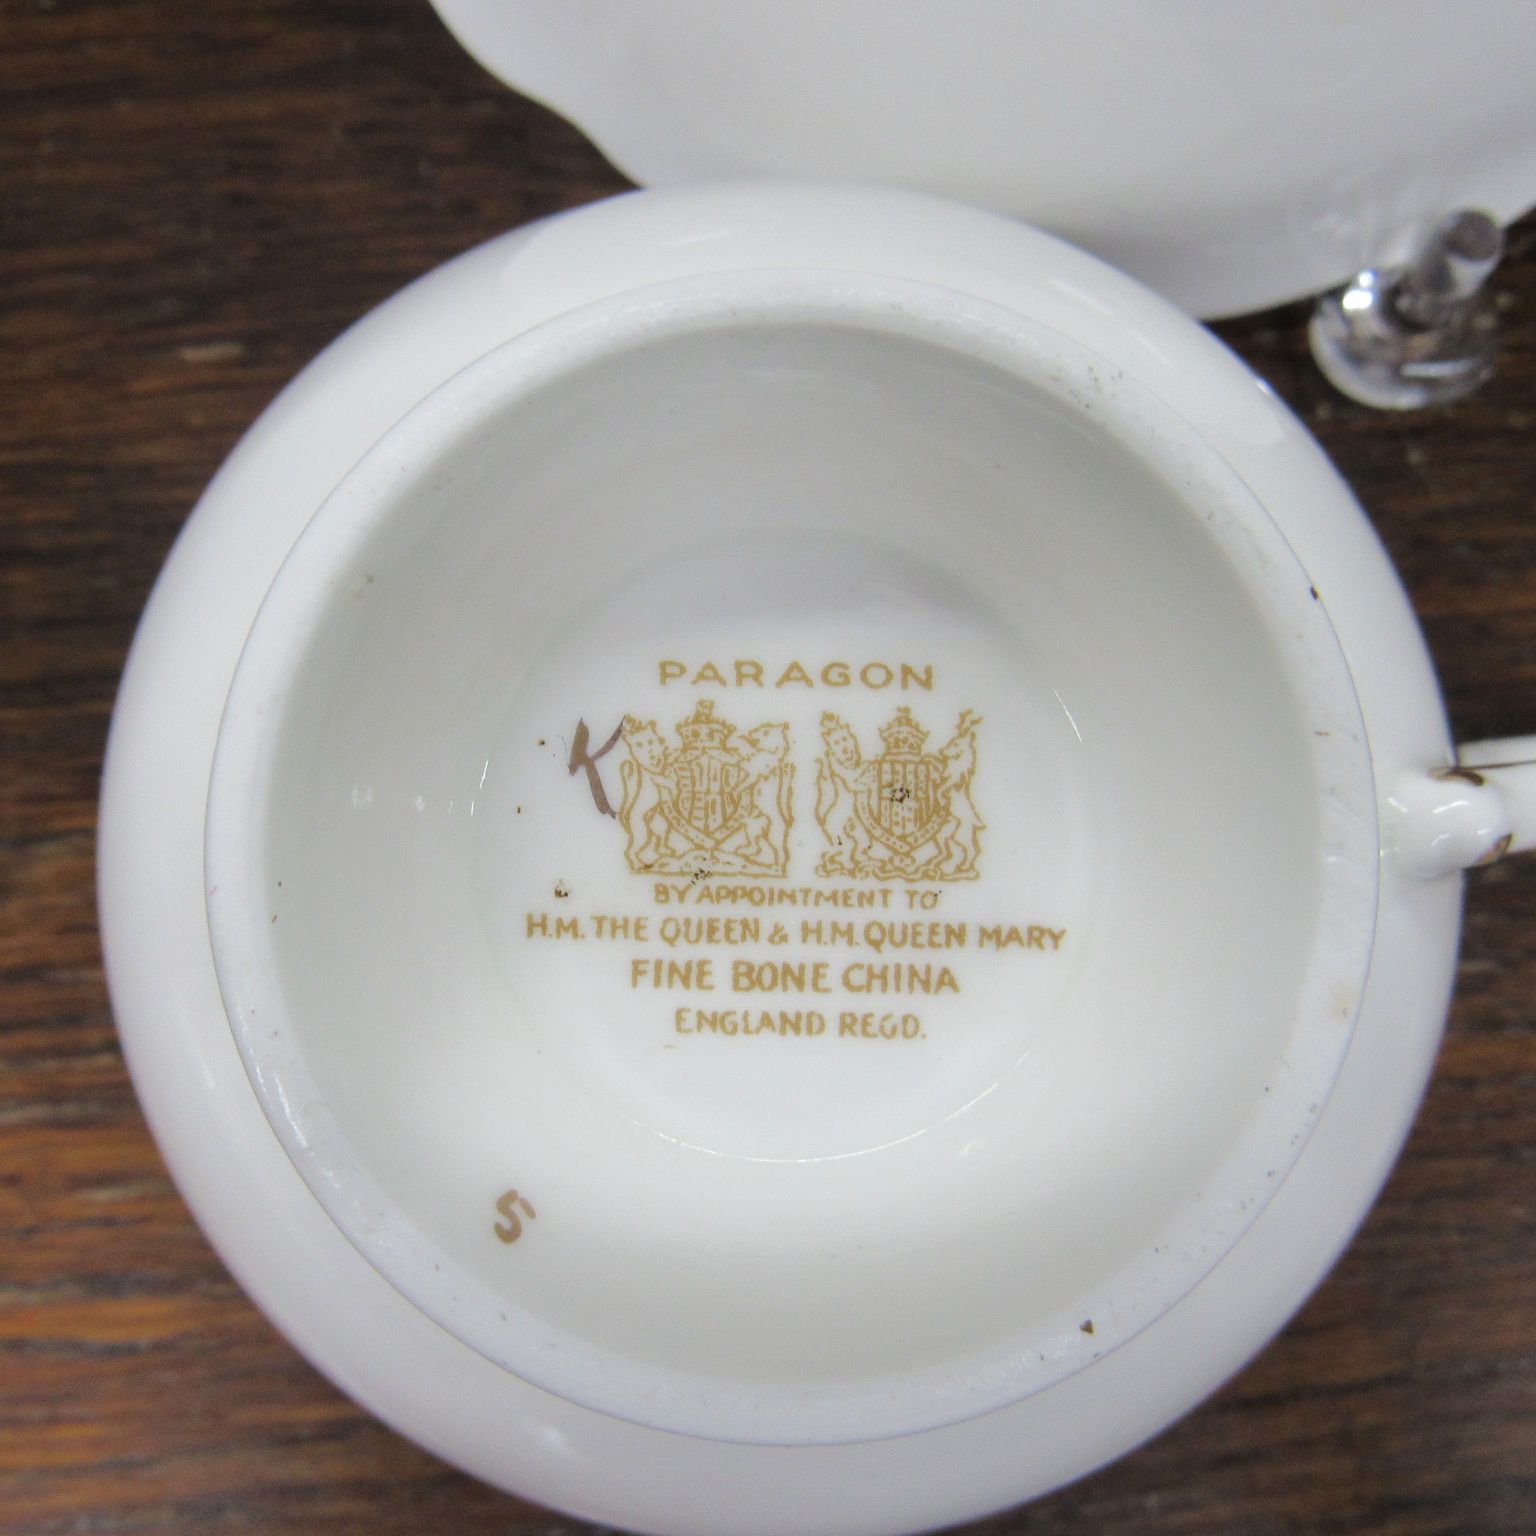 PARAGON
K
BY APPOINTMENT TO
H.M. THE QUEEN & H.M. QUEEN MARY
FINE BONE CHINA
ENGLAND REGD.
5